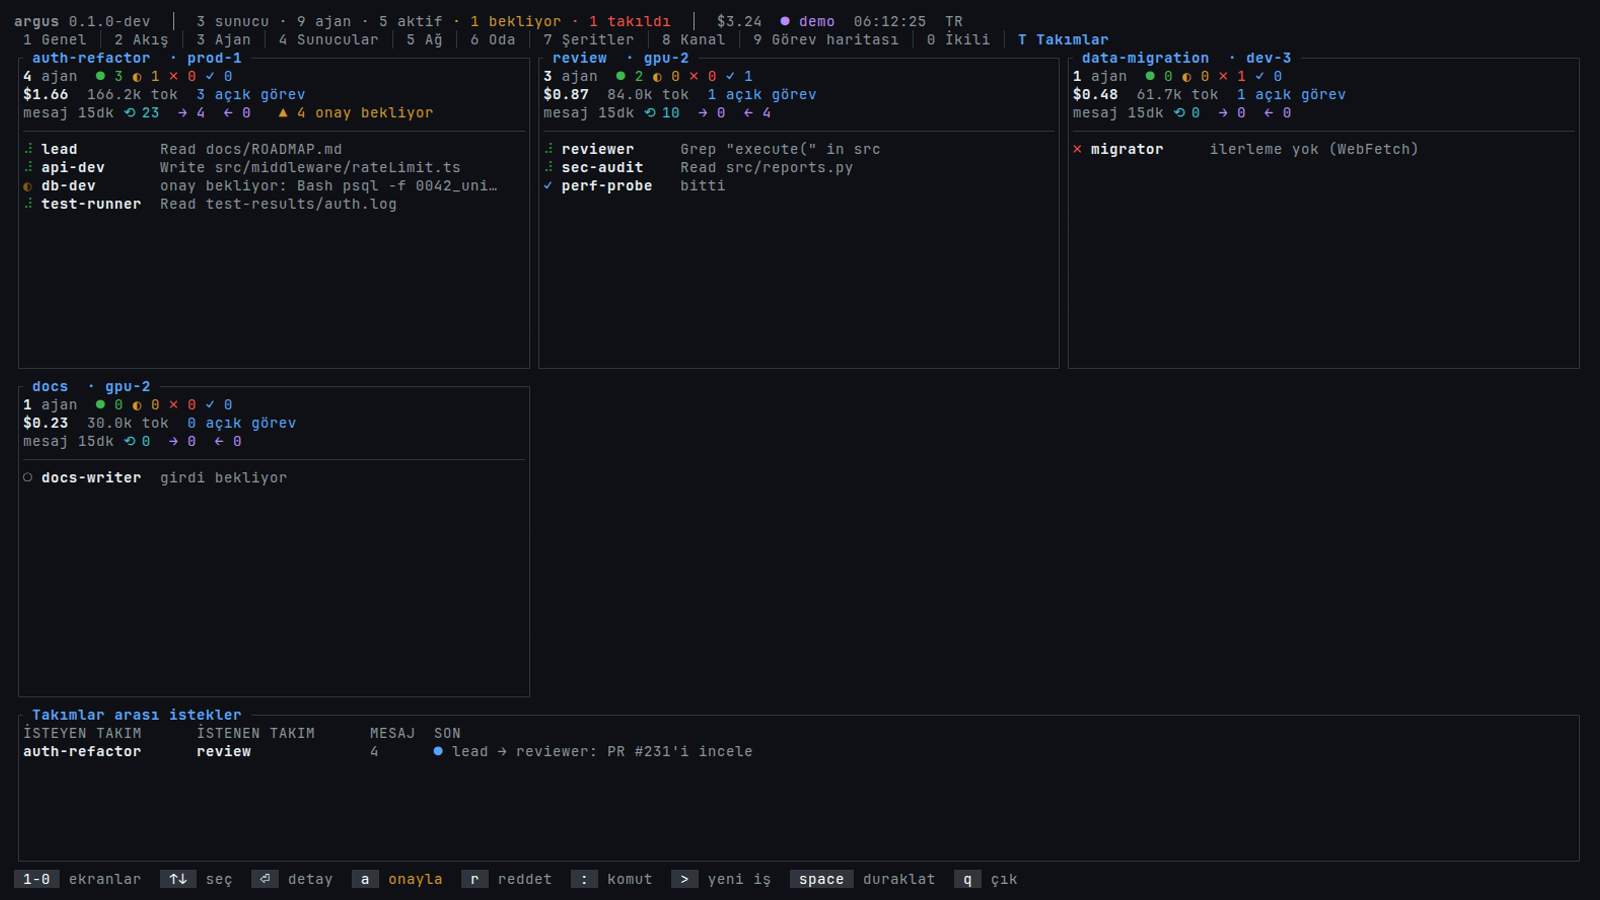 argus 0.1.0-dev │ 3 sunucu · 9 ajan · 5 aktif · 1 bekliyor · 1 takıldı │ $3.24 ● demo 06:12:25 TR
1 Genel │ 2 Akış │ 3 Ajan │ 4 Sunucular │ 5 Ağ │ 6 Oda │ 7 Şeritler │ 8 Kanal │ 9 Görev haritası │ 0 İkili │ T Takımlar
auth-refactor · prod-1
4 ajan ● 3 ◐ 1 × 0 ✓ 0
$1.66 166.2k tok 3 açık görev
mesaj 15dk ⟲ 23 → 4 ← 0 ▲ 4 onay bekliyor
lead Read docs/ROADMAP.md
api-dev Write src/middleware/rateLimit.ts
◐ db-dev onay bekliyor: Bash psql -f 0042_uni…
test-runner Read test-results/auth.log
review · gpu-2
3 ajan ● 2 ◐ 0 × 0 ✓ 1
$0.87 84.0k tok 1 açık görev
mesaj 15dk ⟲ 10 → 0 ← 4
reviewer Grep "execute(" in src
sec-audit Read src/reports.py
✓ perf-probe bitti
data-migration · dev-3
1 ajan ● 0 ◐ 0 × 1 ✓ 0
$0.48 61.7k tok 1 açık görev
mesaj 15dk ⟲ 0 → 0 ← 0
× migrator ilerleme yok (WebFetch)
docs · gpu-2
1 ajan ● 0 ◐ 0 × 0 ✓ 0
$0.23 30.0k tok 0 açık görev
mesaj 15dk ⟲ 0 → 0 ← 0
○ docs-writer girdi bekliyor
Takımlar arası istekler
İSTEYEN TAKIM İSTENEN TAKIM MESAJ SON
auth-refactor review 4 ● lead → reviewer: PR #231'i incele
1-0 ekranlar ↑↓ seç ⏎ detay a onayla r reddet : komut > yeni iş space duraklat q çık